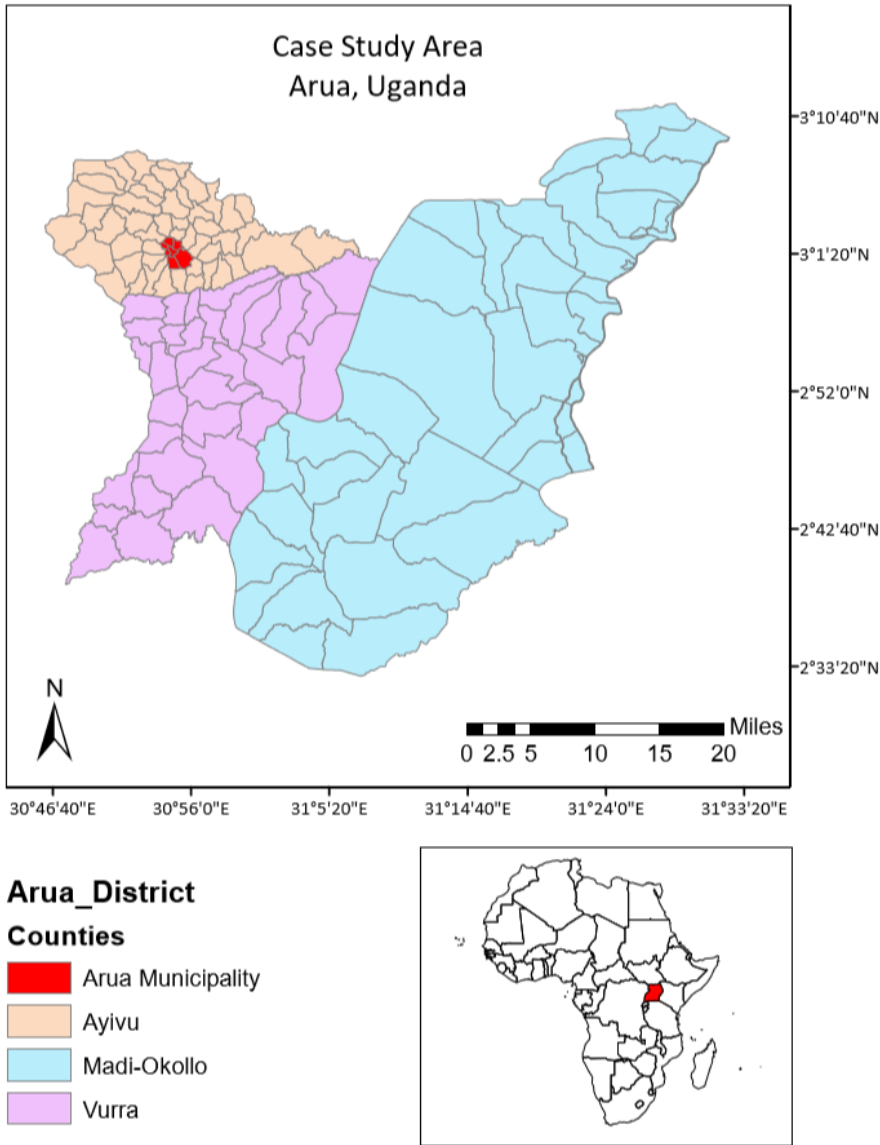 Case Study Area
Arua, Uganda
3°10'40"N
3°1'20"N
2°52'0"N
2°42'40"N
2°33'20"N
N
Miles
0 2.5 5 10 15 20
30°46'40"E 30°56'0"E 31°5'20"E 31°14'40"E 31°24'0"E 31°33'20"E
Arua_District
Counties
Arua Municipality
Ayivu
Madi-Okollo
Vurra